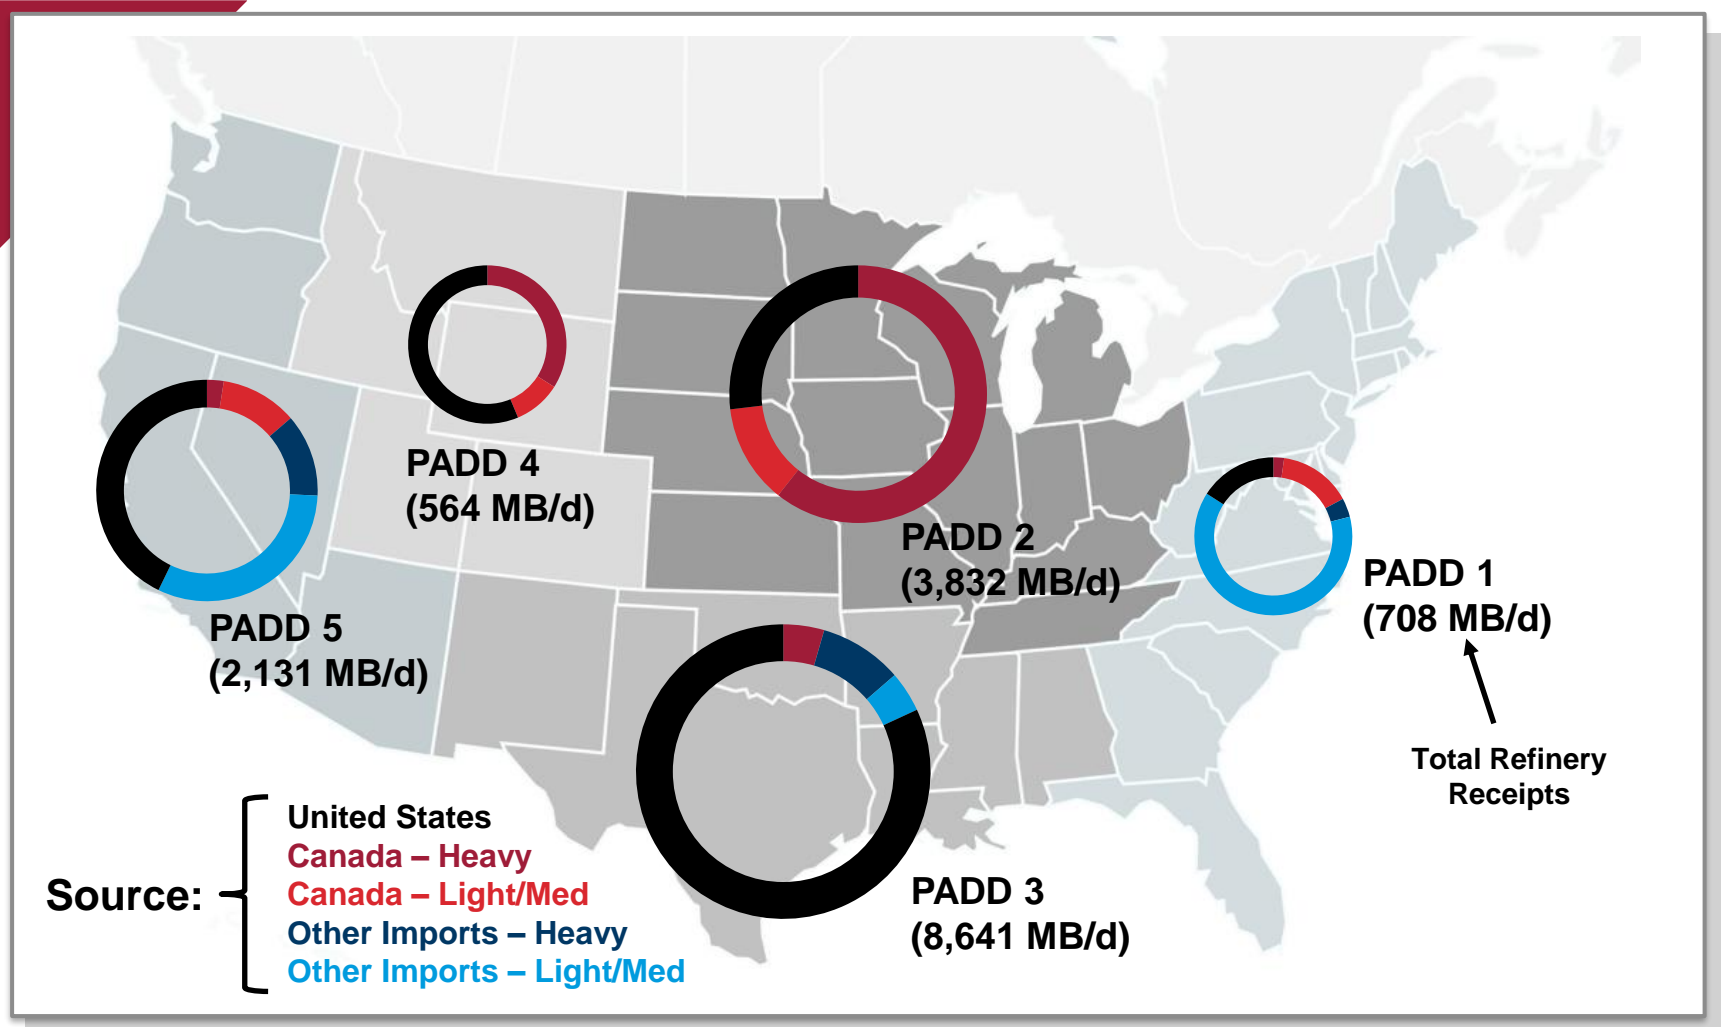 PADD 4
(564 MB/d)
PADD 2
(3,832 MB/d)
PADD 1
(708 MB/d)
PADD 5
(2,131 MB/d)
Total Refinery
Receipts
PADD 3
(8,641 MB/d)
Source:
United States
Canada – Heavy
Canada – Light/Med
Other Imports – Heavy
Other Imports – Light/Med